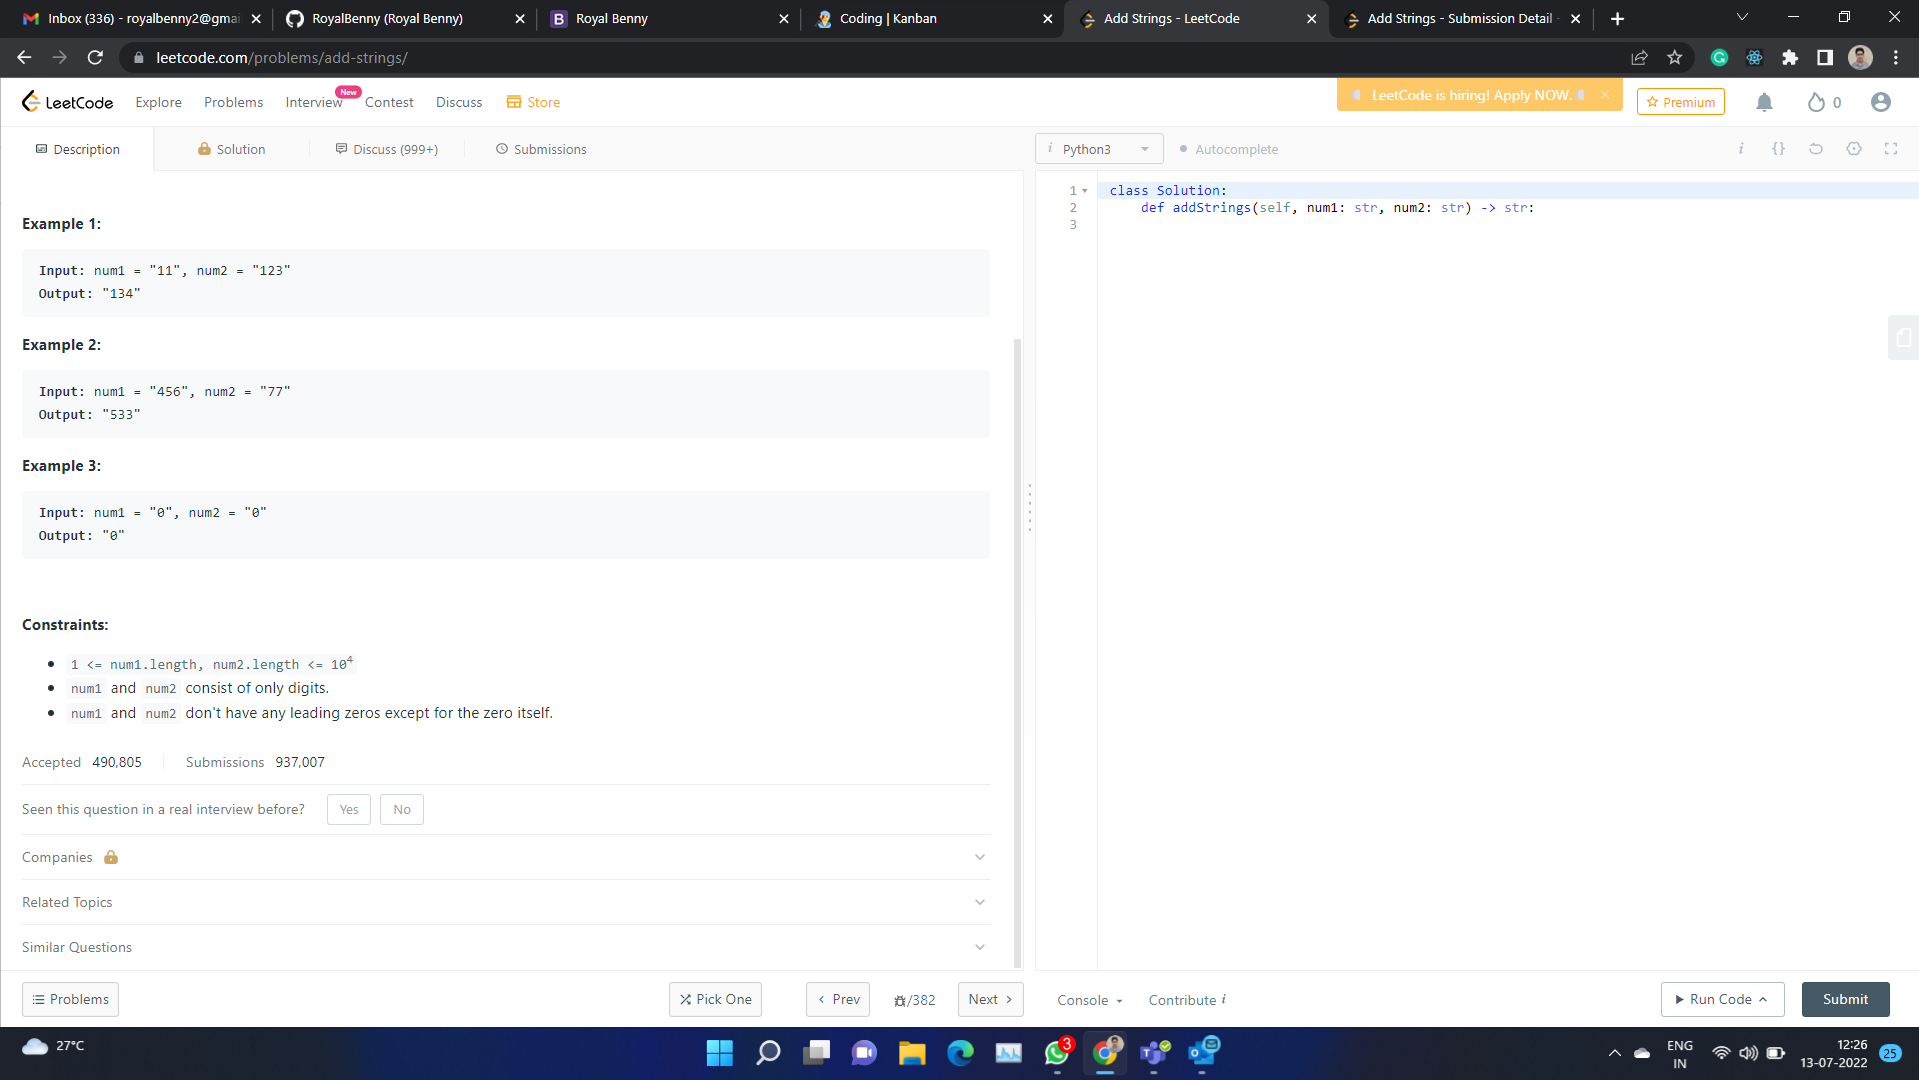 Inbox (336) - royalbenny2@gmai
RoyalBenny (Royal Benny)
B Royal Benny
Coding | Kanban
Add Strings - LeetCode
Add Strings - Submission Detail -
leetcode.com/problems/add-strings/
LeetCode
Explore
Problems
Interview
New
Contest
Discuss
Store
LeetCode is hiring! Apply NOW.
Premium
0
Description
Solution
Discuss (999+)
Submissions
i Python3
Autocomplete
i {}
Example 1:
Input: num1 = "11", num2 = "123"
Output: "134"
Example 2:
Input: num1 = "456", num2 = "77"
Output: "533"
Example 3:
Input: num1 = "0", num2 = "0"
Output: "0"
Constraints:
1 <= num1.length, num2.length <= 10⁴
num1 and num2 consist of only digits.
num1 and num2 don't have any leading zeros except for the zero itself.
Accepted 490,805
Submissions 937,007
Seen this question in a real interview before?
Yes
No
Companies
Related Topics
Similar Questions
1 class Solution:
2 def addStrings(self, num1: str, num2: str) -> str:
3
Problems
Pick One
Prev
/382
Next
Console
Contribute i
Run Code
Submit
27°C
3
ENG
IN
12:26
13-07-2022
25